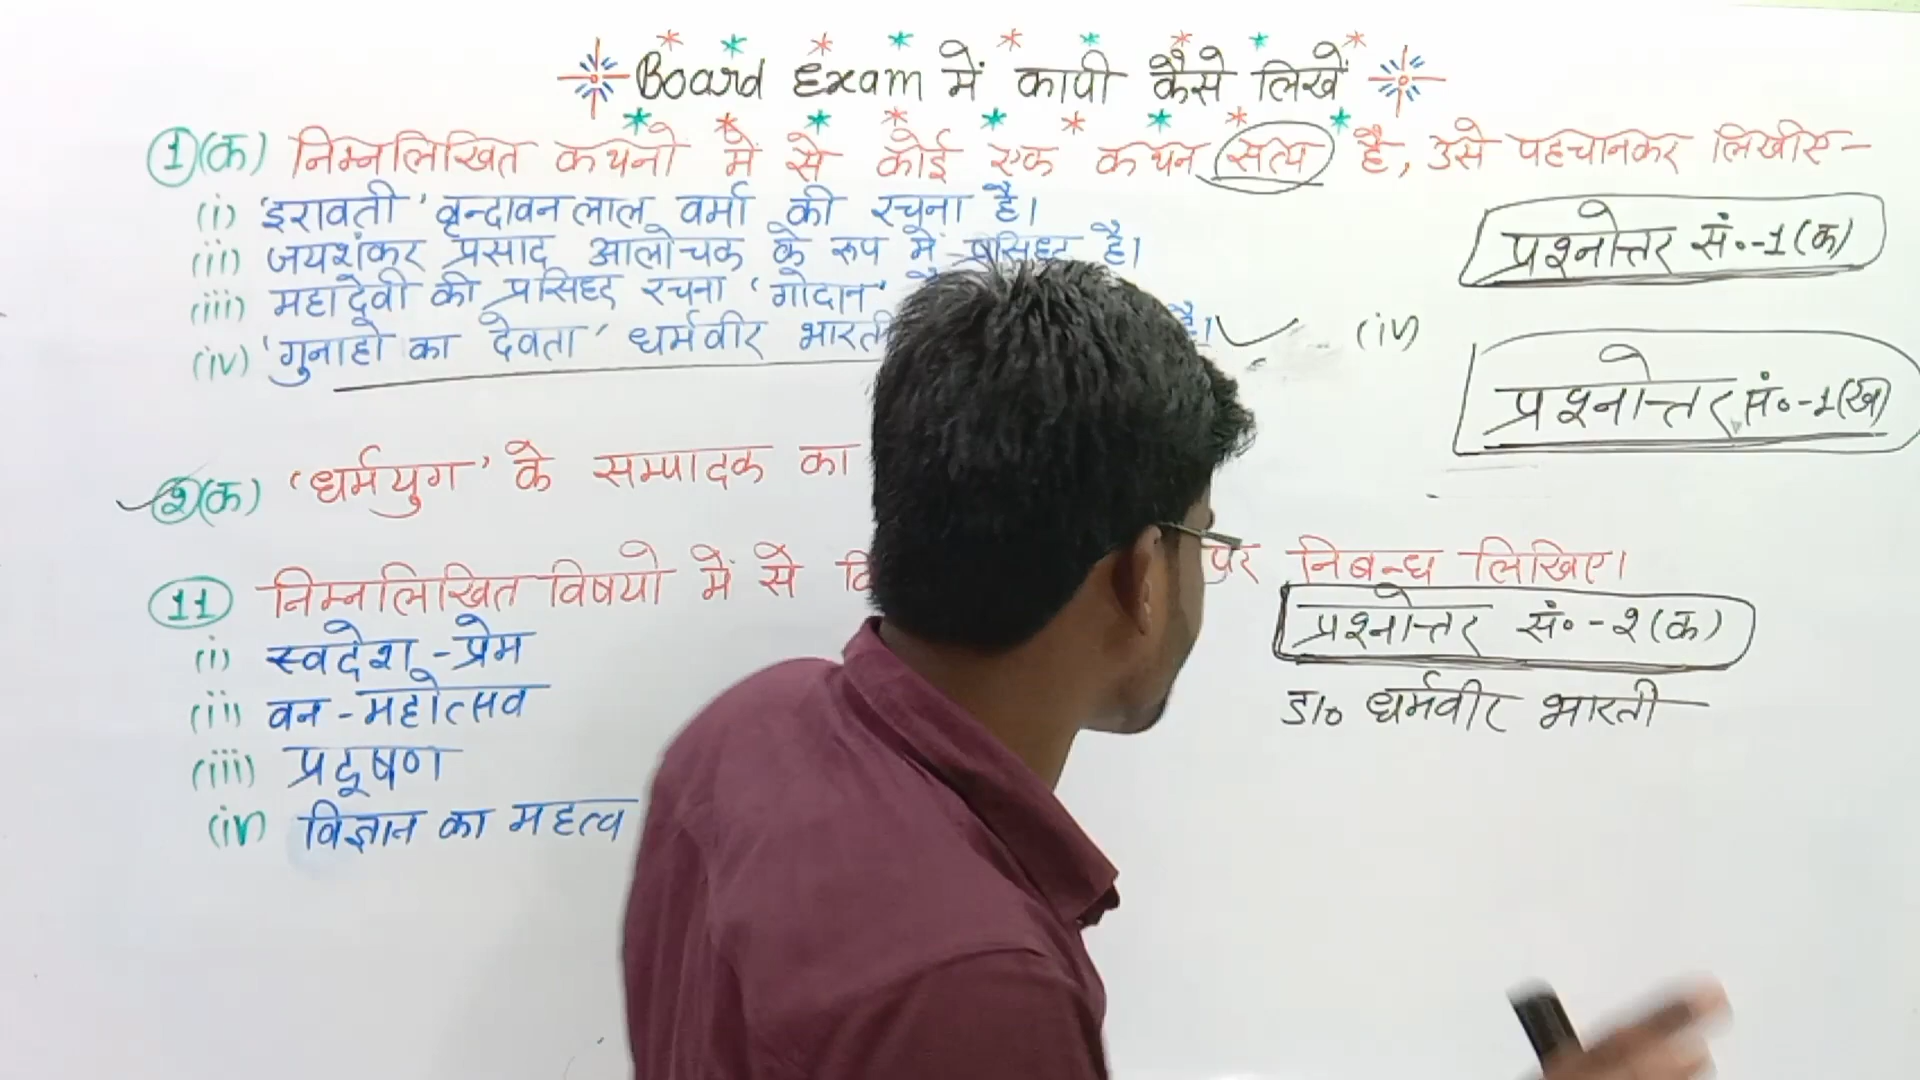 Board Exam में कापी कैसे लिखें
1 (क) निम्नलिखित कथनो में से कोई एक कथन सत्य है, उसे पहचानकर लिखीए -
(i) 'इरावती' वृन्दावन लाल वर्मा की रचना है।
(ii) जयशंकर प्रसाद आलोचक के रूप में प्रसिध्द है।
(iii) महादेवी की प्रसिध्द रचना 'गोदान'
(iv) 'गुनाहो का देवता' धर्मवीर भारती है।
प्रश्नोत्तर सं०-1(क)
(iv)
प्रश्नोत्तर सं०-1(ख)
2(क) 'धर्मयुग' के सम्पादक का
11 निम्नलिखित विषयो में से पर निबन्ध लिखिए।
(i) स्वदेश-प्रेम
(ii) वन-महोत्सव
(iii) प्रदूषण
(iv) विज्ञान का महत्व
प्रश्नोत्तर सं०-२(क)
डा० धर्मवीर भारती